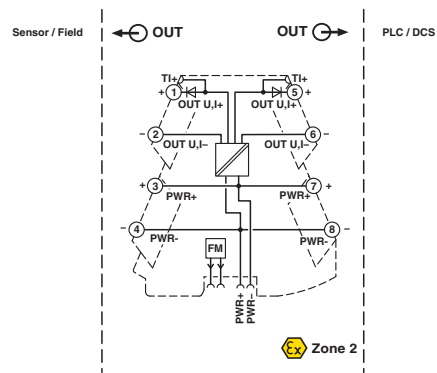 Sensor / Field
OUT
OUT
PLC / DCS
TI+
TI+
+ 1
5 +
OUT U,I+
OUT U,I+
– 2
6 –
OUT U,I–
OUT U,I–
+ 3
7 +
PWR+
PWR+
– 4
8 –
PWR-
PWR-
FM
PWR+
PWR–
Ex Zone 2